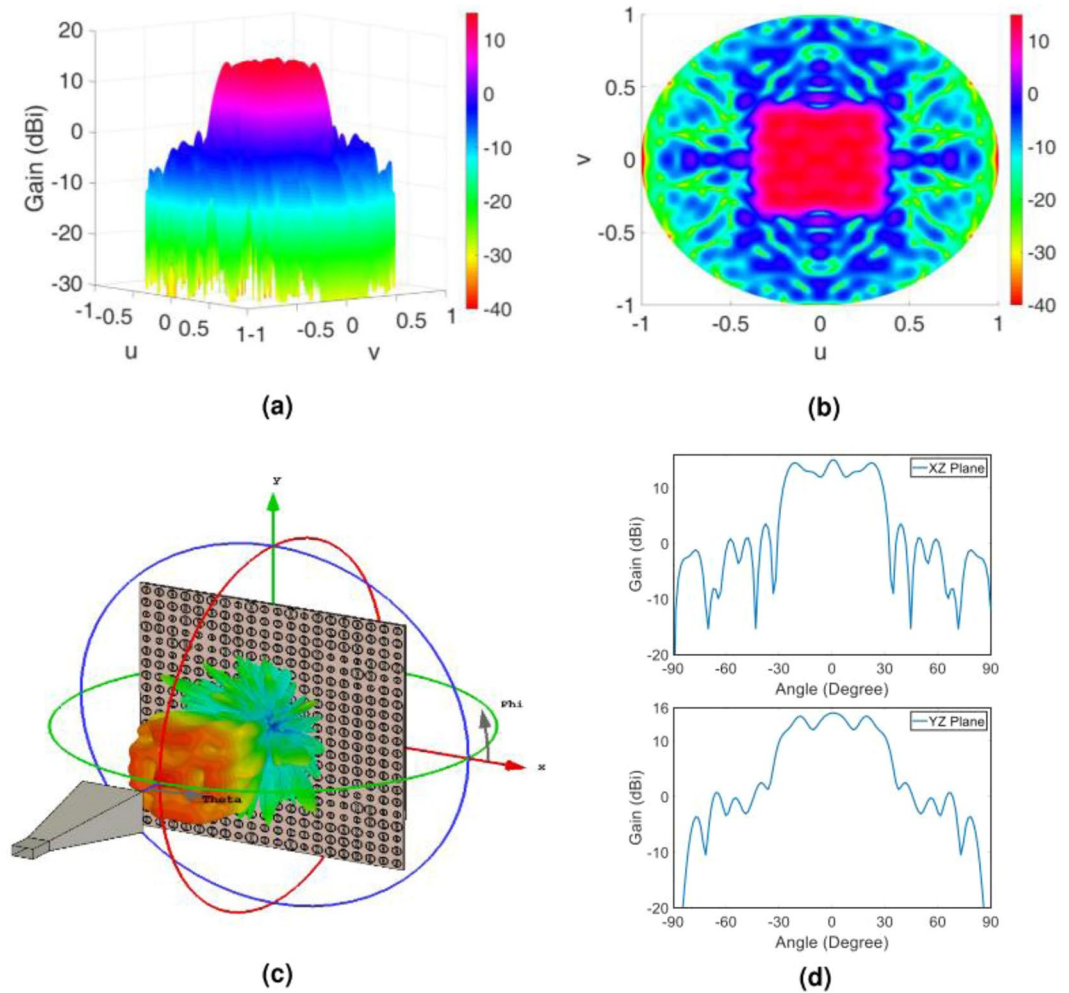 20
10
0
-10
-20
-30
Gain (dBi)
-1 -0.5 0 0.5 1
u
-1 -0.5 0 0.5 1
v
10
0
-10
-20
-30
-40
(a)
1
0.5
0
-0.5
-1
v
-1 -0.5 0 0.5 1
u
10
0
-10
-20
-30
-40
(b)
Y
Phi
x
Theta
(c)
XZ Plane
10
0
-10
-20
Gain (dBi)
-90 -60 -30 0 30 60 90
Angle (Degree)
YZ Plane
16
10
0
-10
-20
Gain (dBi)
-90 -60 -30 0 30 60 90
Angle (Degree)
(d)